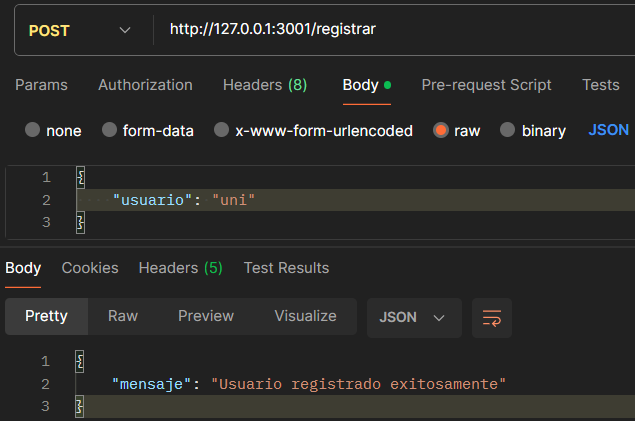 POST http://127.0.0.1:3001/registrar
Params Authorization Headers (8) Body Pre-request Script Tests
none form-data x-www-form-urlencoded raw binary JSON
1 {
2 "usuario": "uni"
3 }
Body Cookies Headers (5) Test Results
Pretty Raw Preview Visualize JSON
1 {
2 "mensaje": "Usuario registrado exitosamente"
3 }